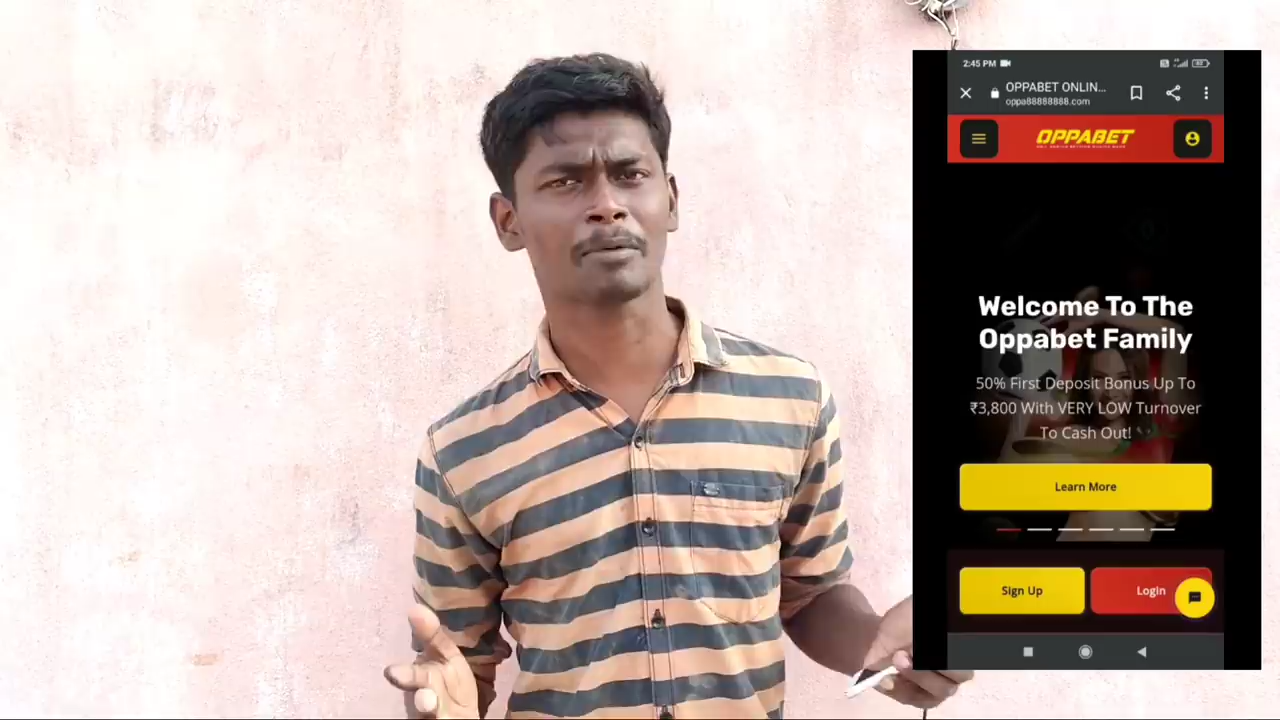 2:45 PM
OPPABET ONLIN...
oppa88888888.com
OPPABET
Welcome To The
Oppabet Family
50% First Deposit Bonus Up To
₹3,800 With VERY LOW Turnover
To Cash Out!
Learn More
Sign Up
Login